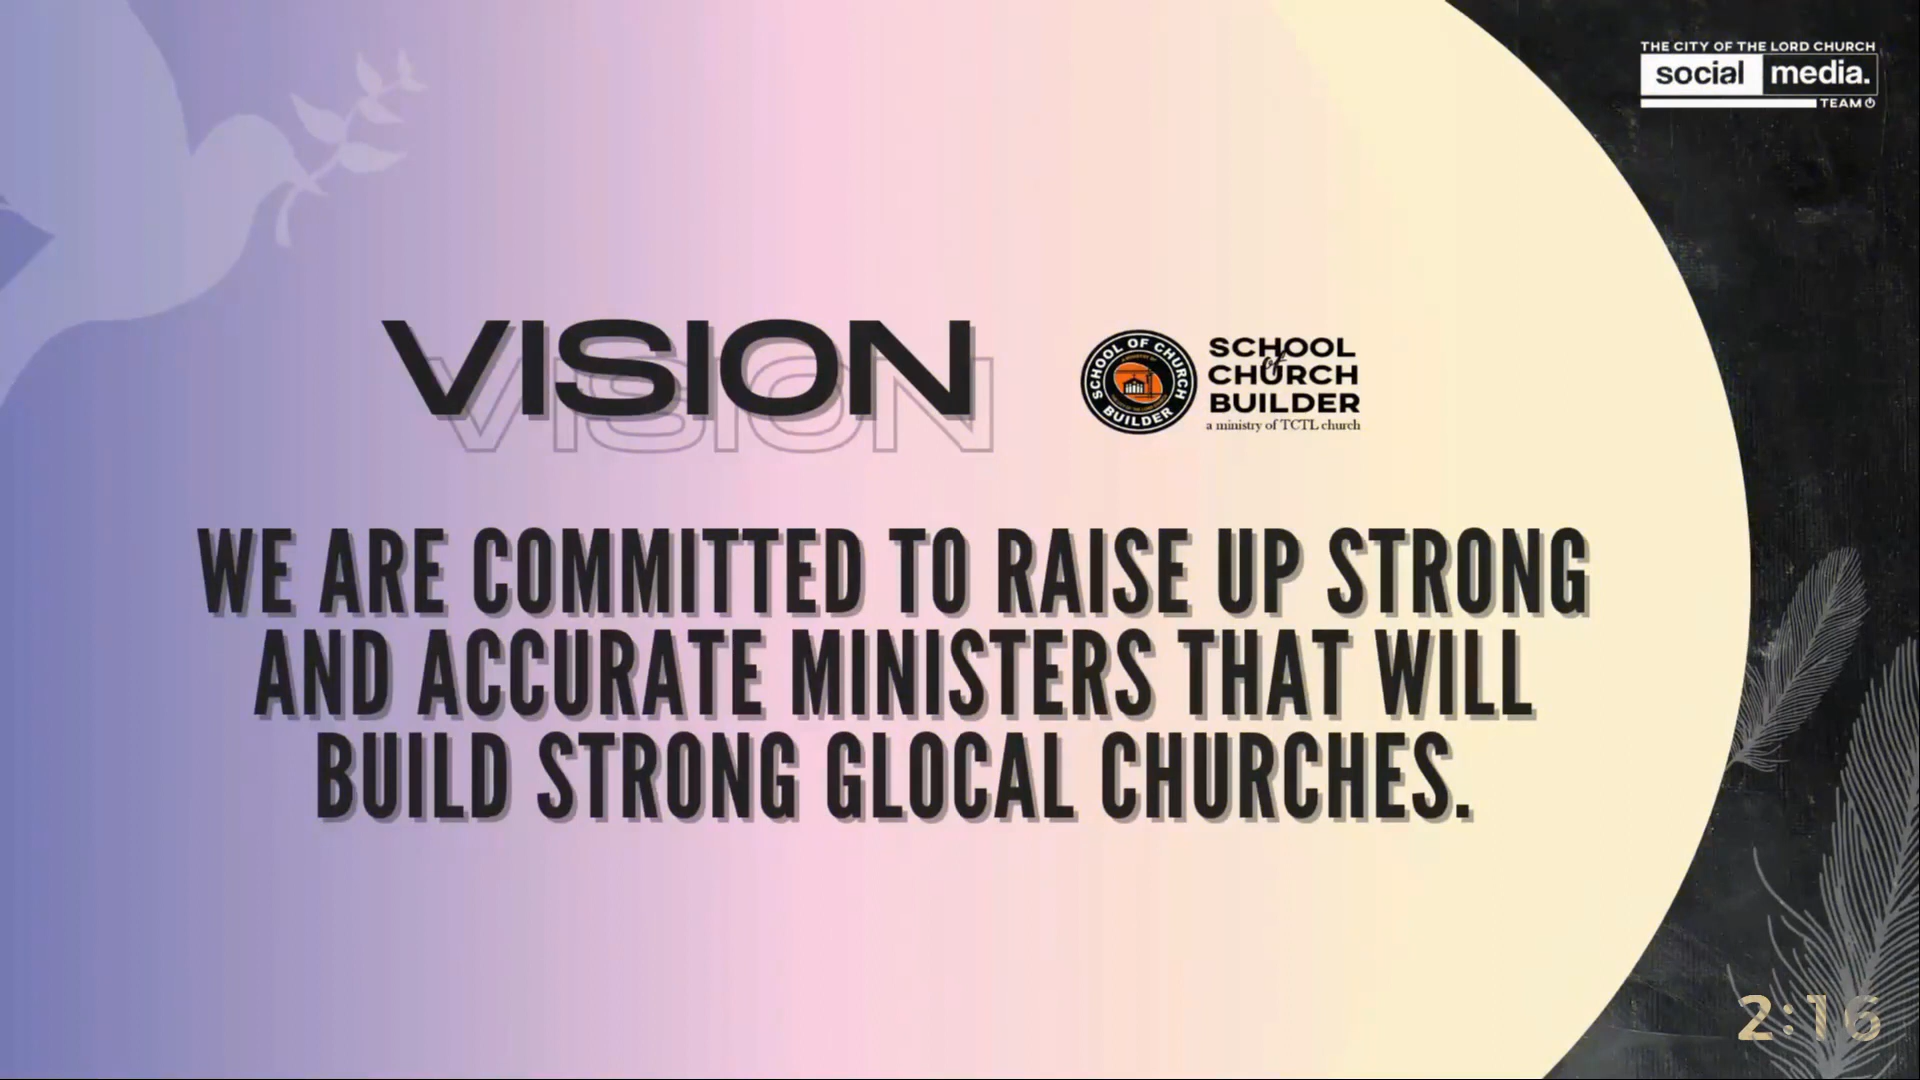 THE CITY OF THE LORD CHURCH
social media.
TEAM
VISION
VISION
SCHOOL OF CHURCH
BUILDER
SCHOOL
of
CHURCH
BUILDER
a ministry of TCTL church
WE ARE COMMITTED TO RAISE UP STRONG
AND ACCURATE MINISTERS THAT WILL
BUILD STRONG GLOCAL CHURCHES.
2:16